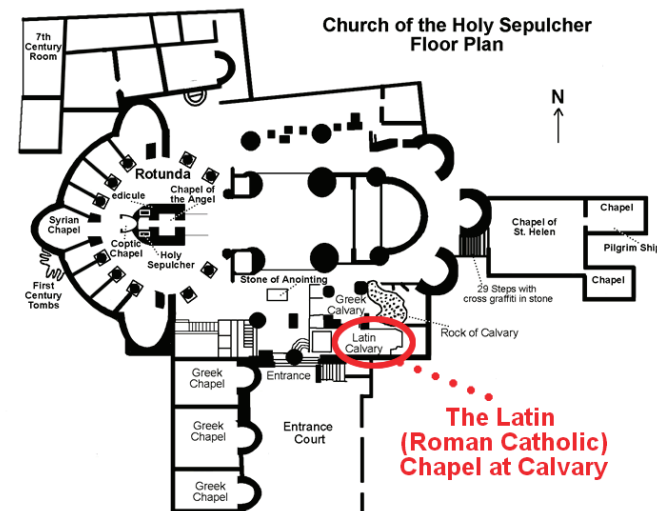 Church of the Holy Sepulcher
Floor Plan
7th
Century
Room
N
Rotunda
edicule
Chapel of
the Angel
Syrian
Chapel
Coptic
Chapel
Holy
Sepulcher
First
Century
Tombs
Stone of Anointing
Greek
Calvary
Latin
Calvary
Rock of Calvary
Chapel of
St. Helen
Chapel
Pilgrim Ship
Chapel
29 Steps with
cross graffiti in stone
Entrance
Greek
Chapel
Greek
Chapel
Greek
Chapel
Entrance
Court
The Latin
(Roman Catholic)
Chapel at Calvary